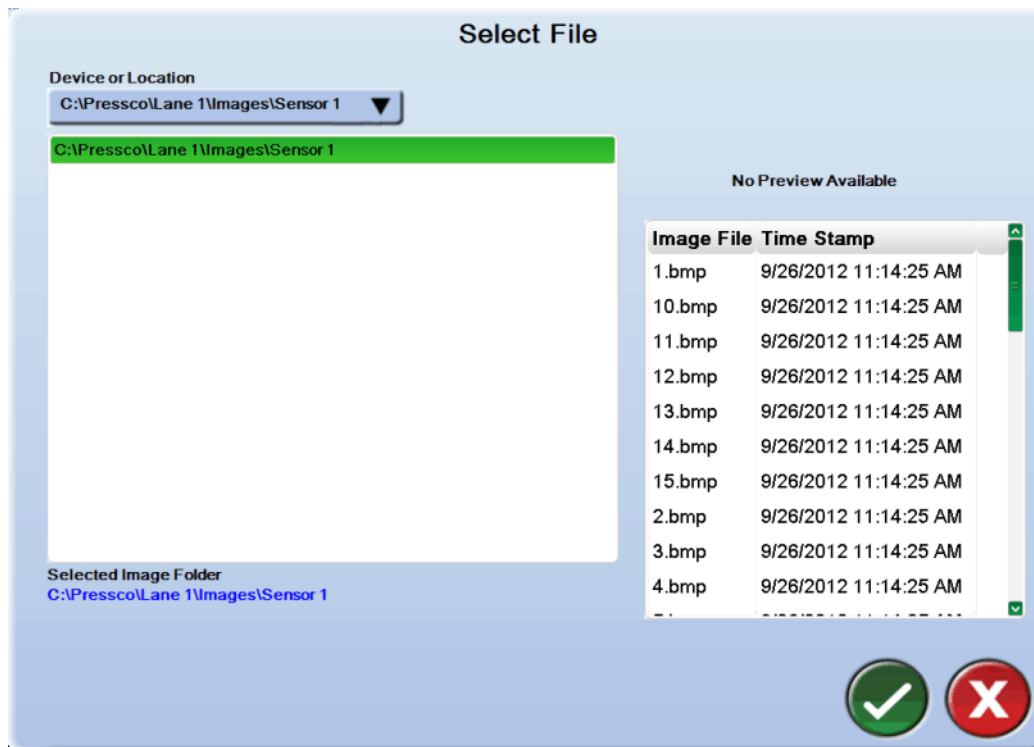 Select File
Device or Location
C:\Pressco\Lane 1\Images\Sensor 1
C:\Pressco\Lane 1\Images\Sensor 1
No Preview Available
Image File Time Stamp
1.bmp 9/26/2012 11:14:25 AM
10.bmp 9/26/2012 11:14:25 AM
11.bmp 9/26/2012 11:14:25 AM
12.bmp 9/26/2012 11:14:25 AM
13.bmp 9/26/2012 11:14:25 AM
14.bmp 9/26/2012 11:14:25 AM
15.bmp 9/26/2012 11:14:25 AM
2.bmp 9/26/2012 11:14:25 AM
3.bmp 9/26/2012 11:14:25 AM
4.bmp 9/26/2012 11:14:25 AM
Selected Image Folder
C:\Pressco\Lane 1\Images\Sensor 1